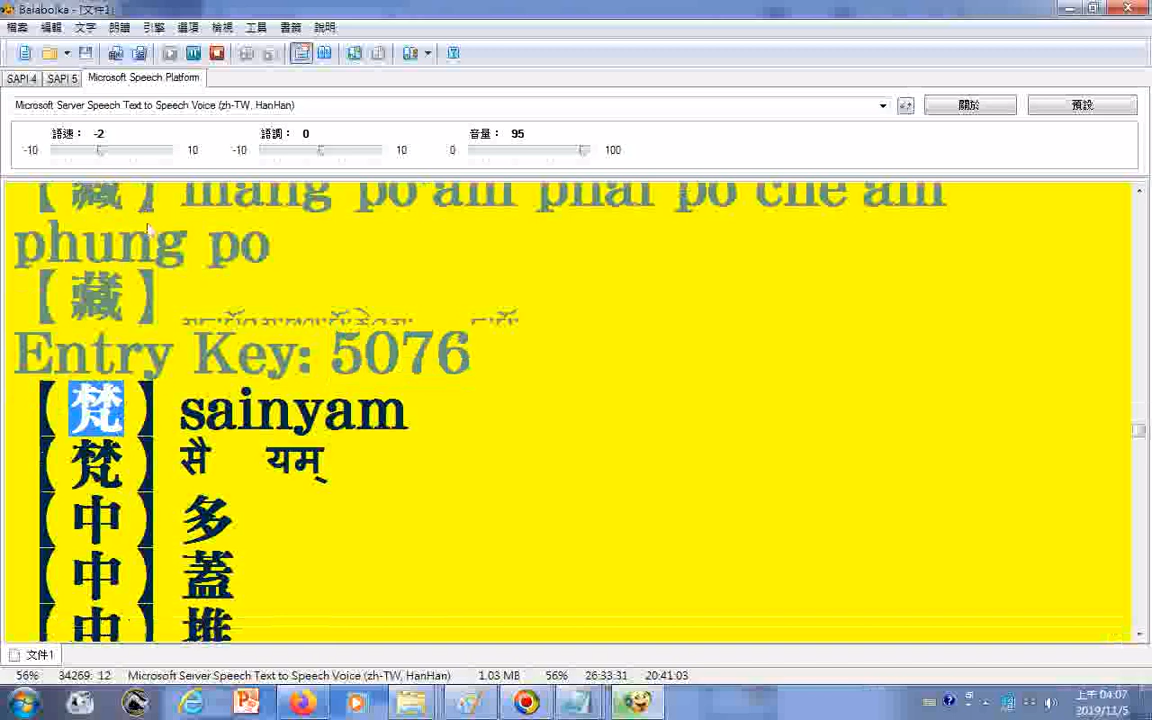 Balabolka - [文件1]
檔案 編輯 文字 朗讀 引擎 選項 檢視 工具 書籤 說明
SAPI 4 SAPI 5 Microsoft Speech Platform
Microsoft Server Speech Text to Speech Voice (zh-TW, HanHan) 關於 預設
語速： -2 語調： 0 音量： 95
-10 10 -10 10 0 100
【藏】 mang po'am phal po che'am
phung po
【藏】
Entry Key: 5076
【梵】 sainyam
【梵】 सै यम्
【中】 多
【中】 蓋
【中】 推
文件1
56% 34269: 12 Microsoft Server Speech Text to Speech Voice (zh-TW, HanHan) 1.03 MB 56% 26:33.31 20:41:03
上午 04:07
2019/11/5